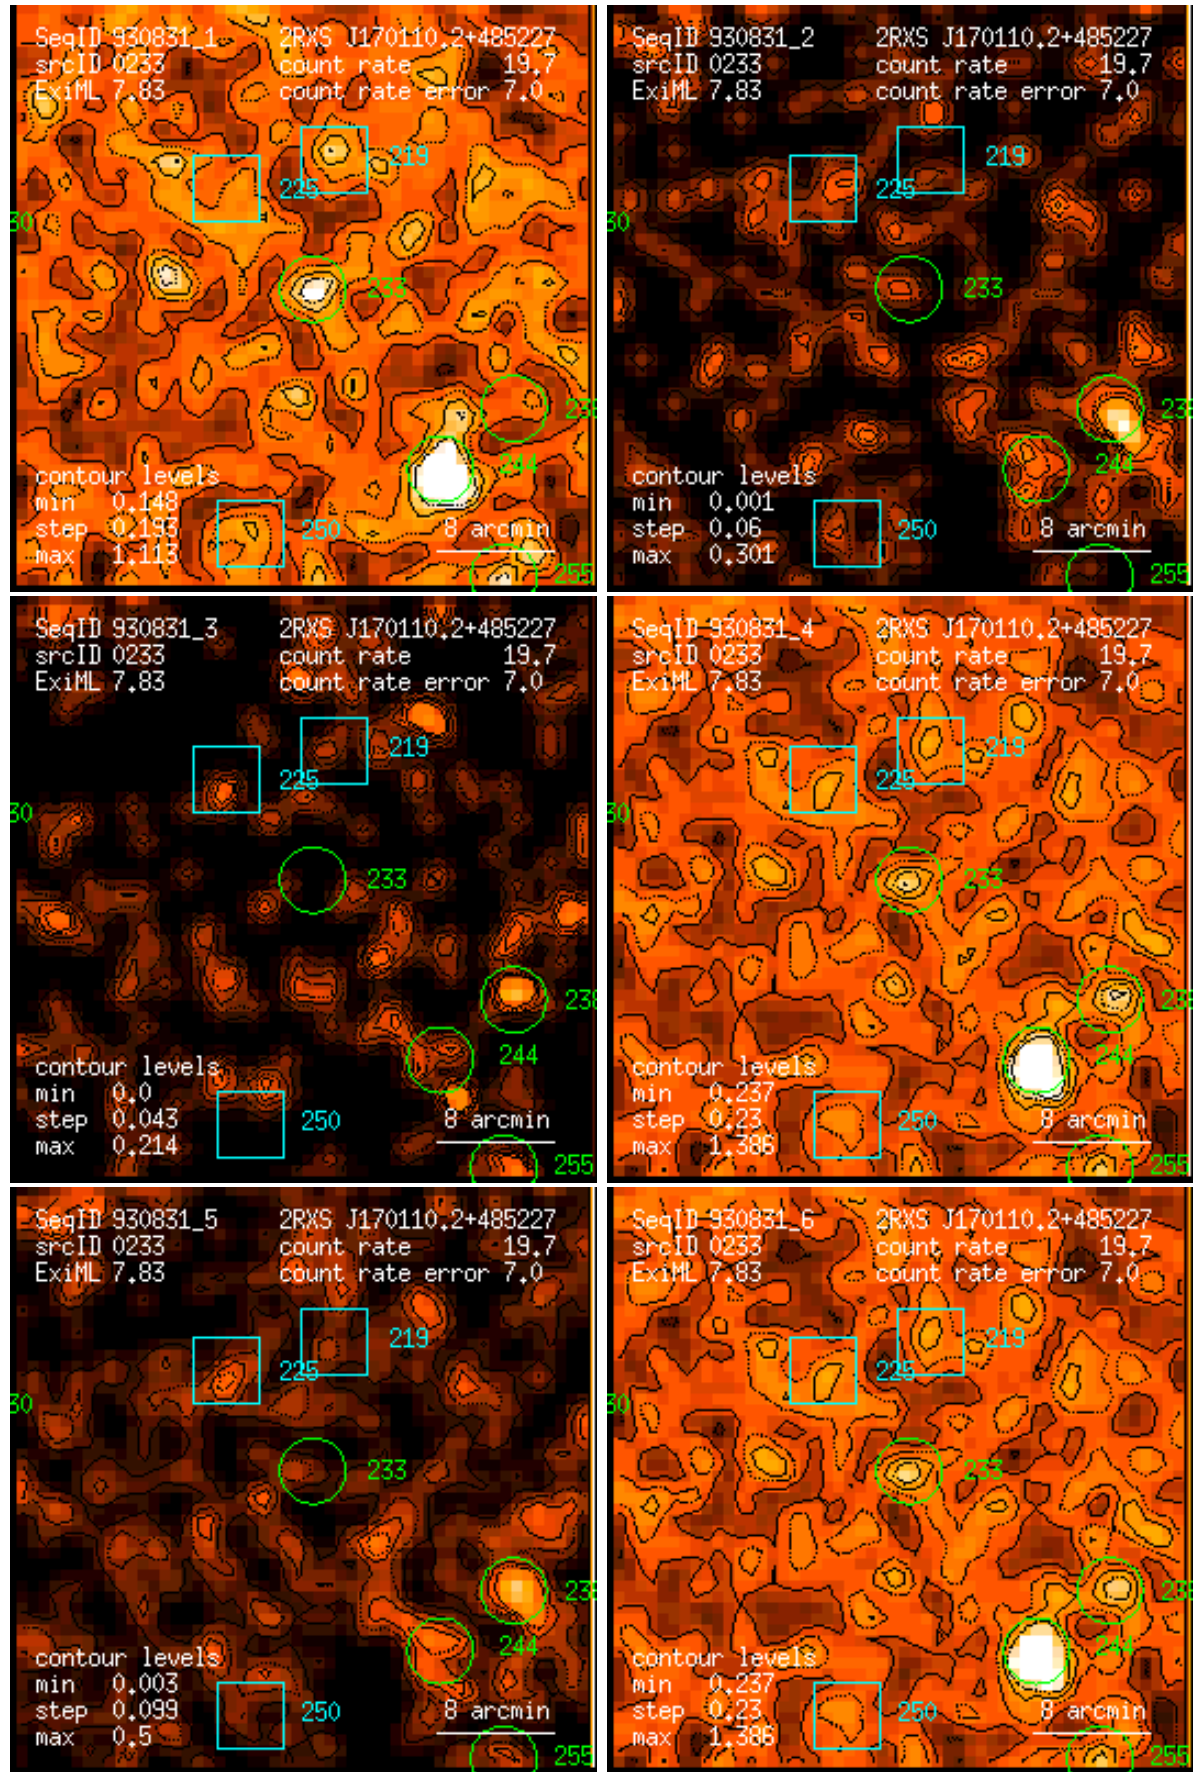 SeqID 930831_1 2RXS J170110.2+485227
srcID 0233 count rate 19.7
ExiML 7.83 count rate error 7.0
219
225
30
233
238
244
contour levels
min 0.148
step 0.193
max 1.113
250
8 arcmin
255
SeqID 930831_2 2RXS J170110.2+485227
srcID 0233 count rate 19.7
ExiML 7.83 count rate error 7.0
219
225
30
233
23
244
contour levels
min 0.001
step 0.06
max 0.301
250
8 arcmin
255
SeqID 930831_3 2RXS J170110.2+485227
srcID 0233 count rate 19.7
ExiML 7.83 count rate error 7.0
219
225
30
233
238
244
contour levels
min 0.0
step 0.043
max 0.214
250
8 arcmin
255
SeqID 930831_4 2RXS J170110.2+485227
srcID 0233 count rate 19.7
ExiML 7.83 count rate error 7.0
219
225
30
233
23
244
contour levels
min 0.237
step 0.23
max 1.386
250
8 arcmin
255
SeqID 930831_5 2RXS J170110.2+485227
srcID 0233 count rate 19.7
ExiML 7.83 count rate error 7.0
219
225
30
233
238
244
contour levels
min 0.003
step 0.099
max 0.5
250
8 arcmin
255
SeqID 930831_6 2RXS J170110.2+485227
srcID 0233 count rate 19.7
ExiML 7.83 count rate error 7.0
219
225
30
233
23
244
contour levels
min 0.237
step 0.23
max 1.386
250
8 arcmin
255